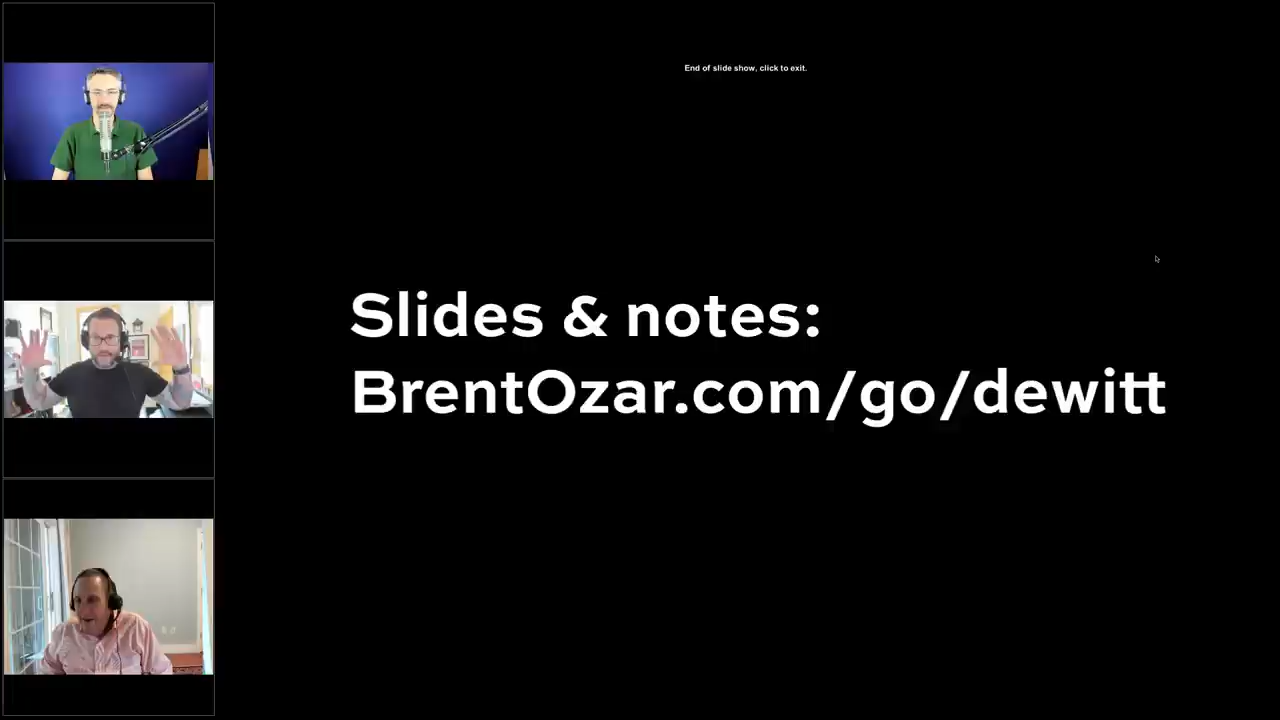 End of slide show, click to exit.
Slides & notes:
BrentOzar.com/go/dewitt